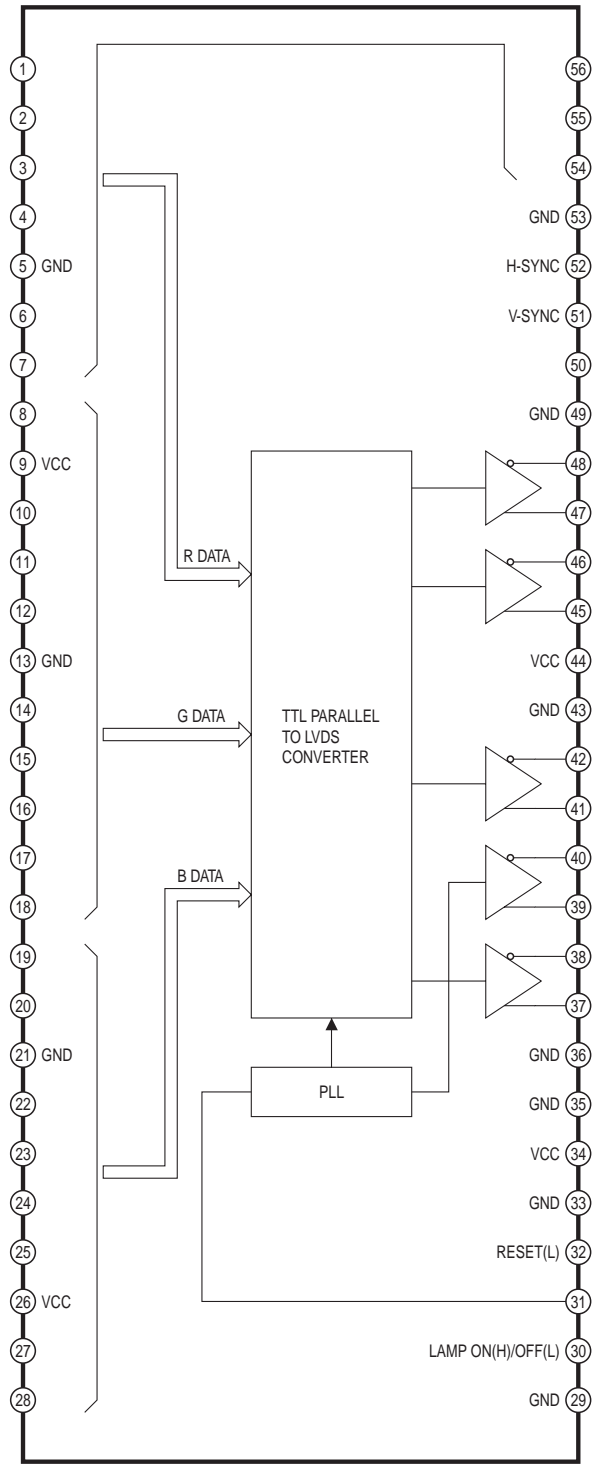 1
56
2
55
3
54
4
GND 53
5 GND
H-SYNC 52
6
V-SYNC 51
7
50
8
GND 49
9 VCC
48
10
47
11
46
R DATA
12
45
13 GND
VCC 44
14
GND 43
G DATA
TTL PARALLEL
TO LVDS
CONVERTER
15
42
16
41
17
40
B DATA
18
39
19
38
20
37
21 GND
GND 36
PLL
22
GND 35
23
VCC 34
24
GND 33
25
RESET(L) 32
26 VCC
31
27
LAMP ON(H)/OFF(L) 30
28
GND 29